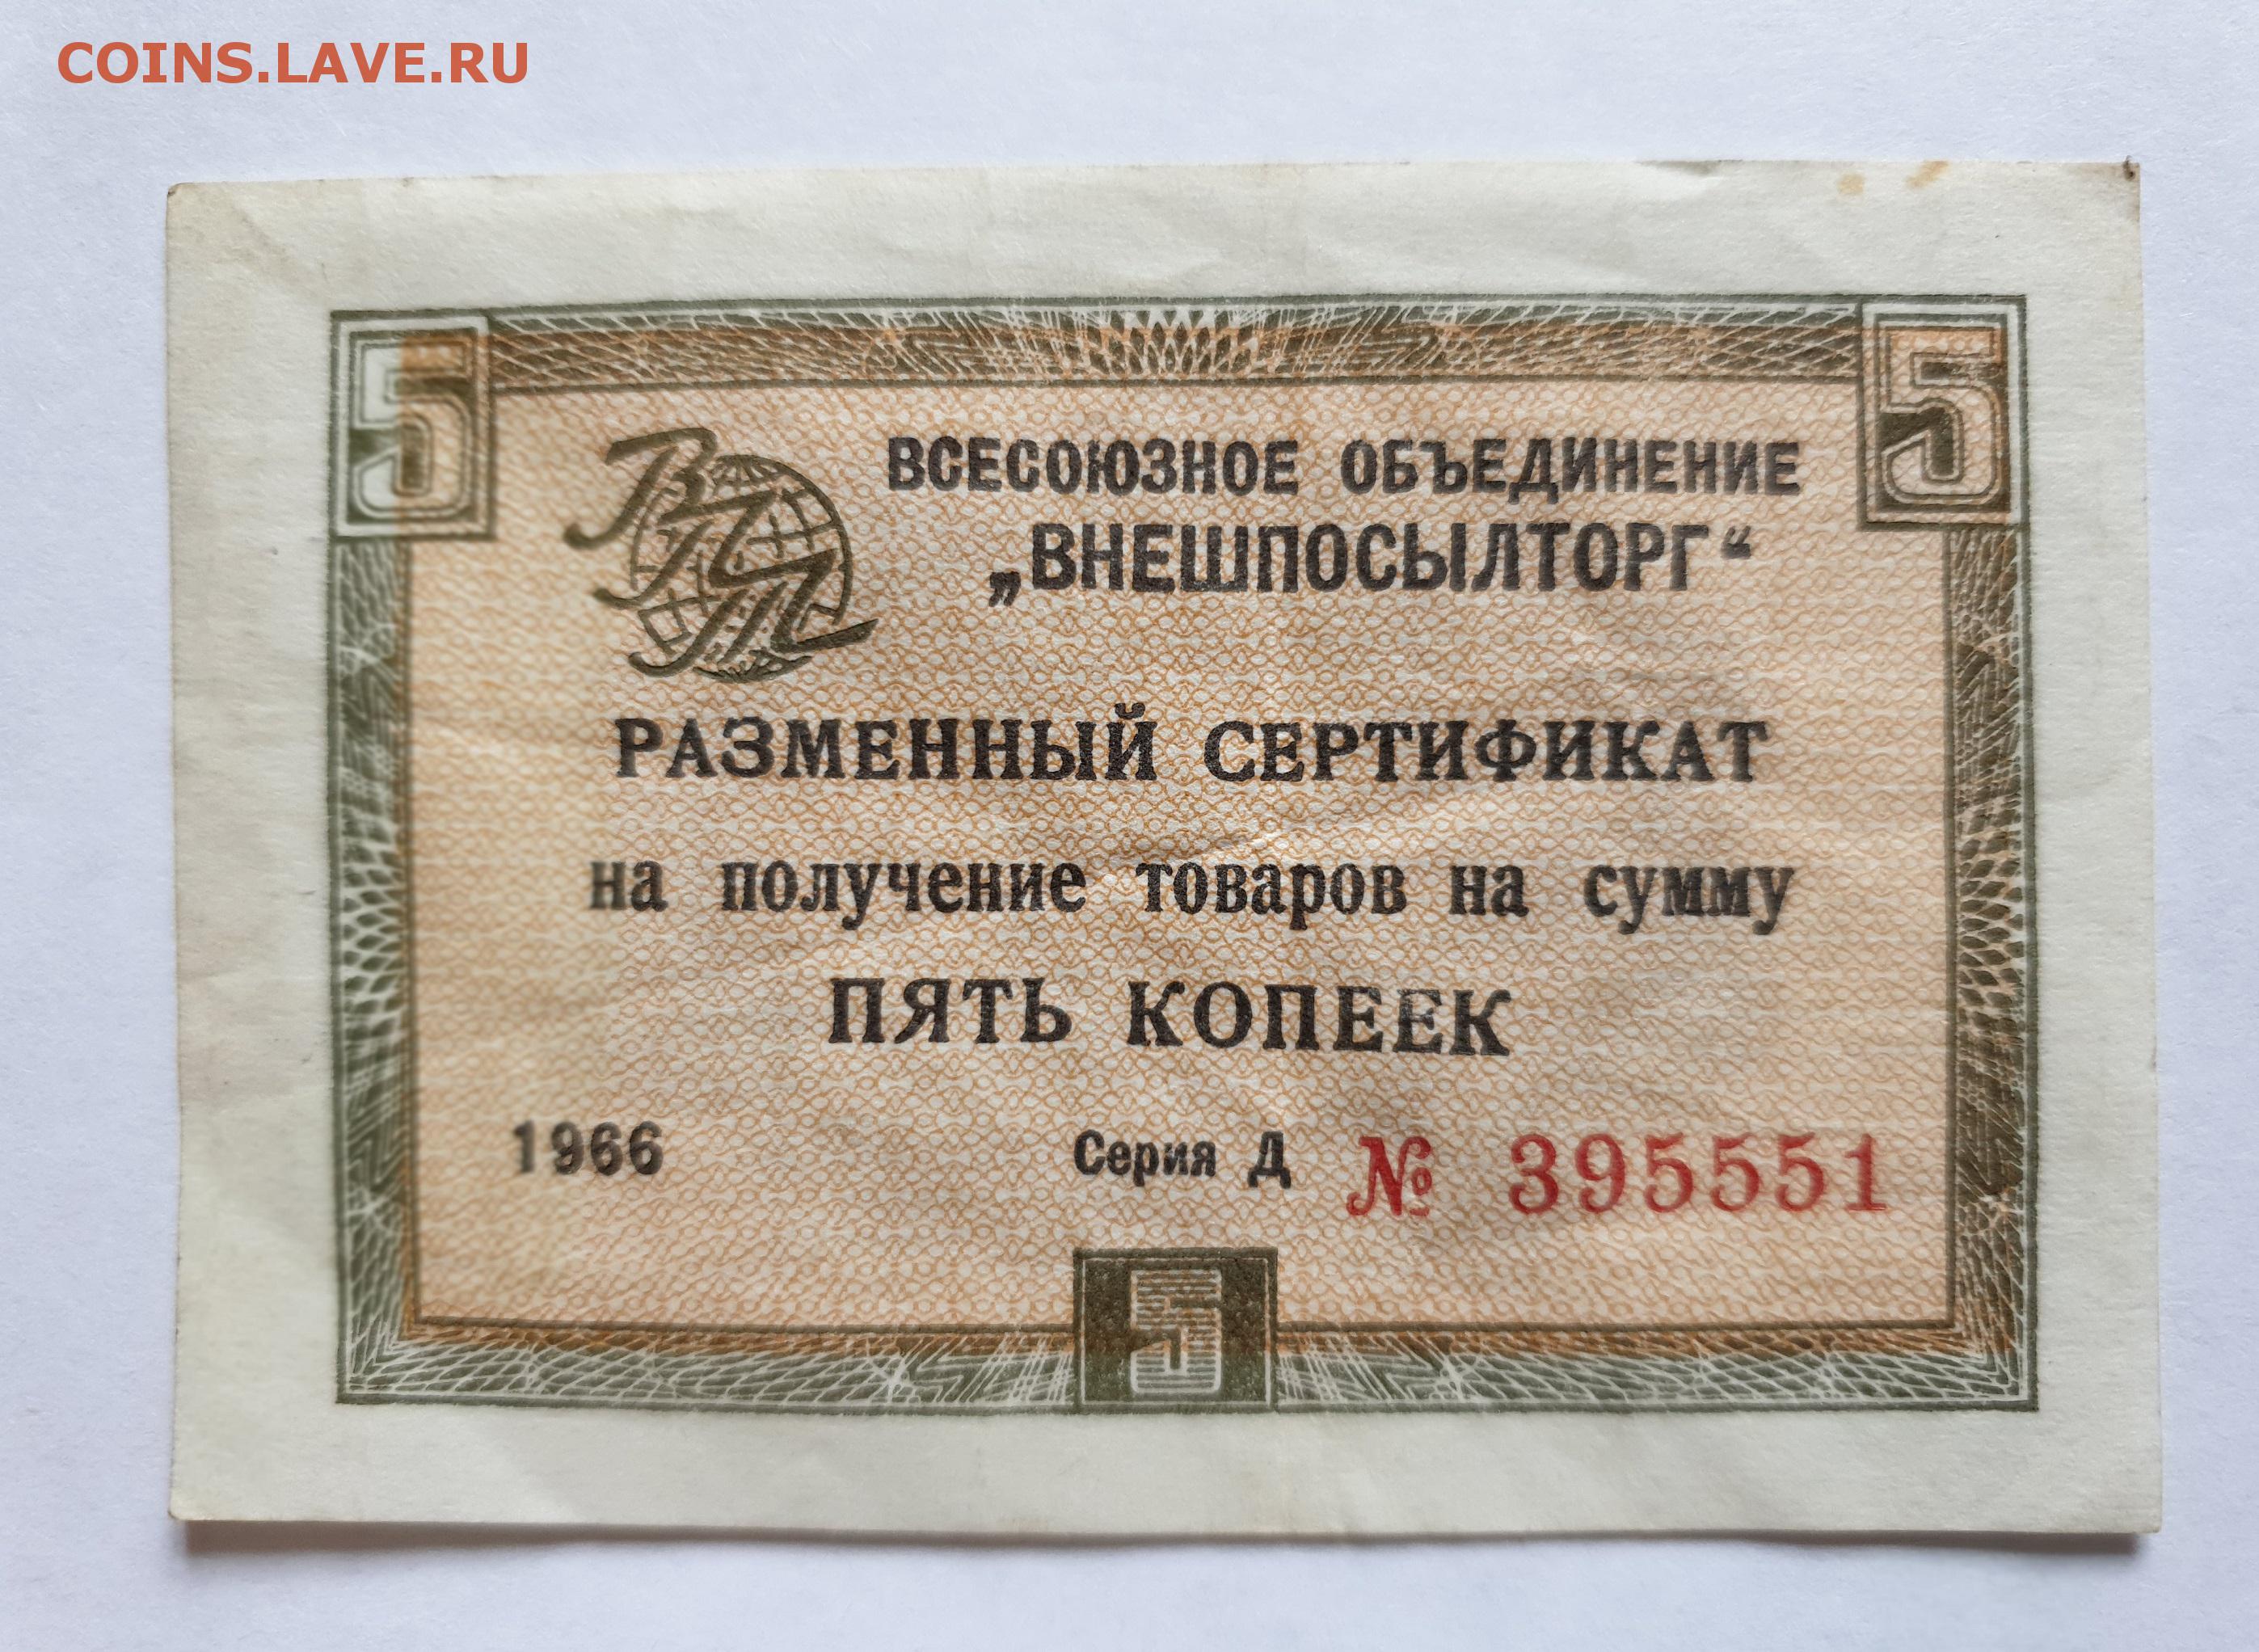 COINS.LAVE.RU
5 5
ВПТ
ВСЕСОЮЗНОЕ ОБЪЕДИНЕНИЕ
„ВНЕШПОСЫЛТОРГ“
РАЗМЕННЫЙ СЕРТИФИКАТ
на получение товаров на сумму
ПЯТЬ КОПЕЕК
1966 Серия Д № 395551
5